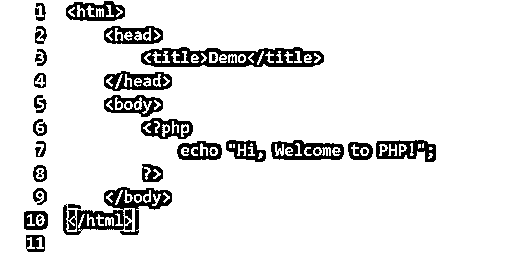 1 <html>
2 <head>
3 <title>Demo</title>
4 </head>
5 <body>
6 <?php
7 echo "Hi, Welcome to PHP!";
8 ?>
9 </body>
10 </html>
11